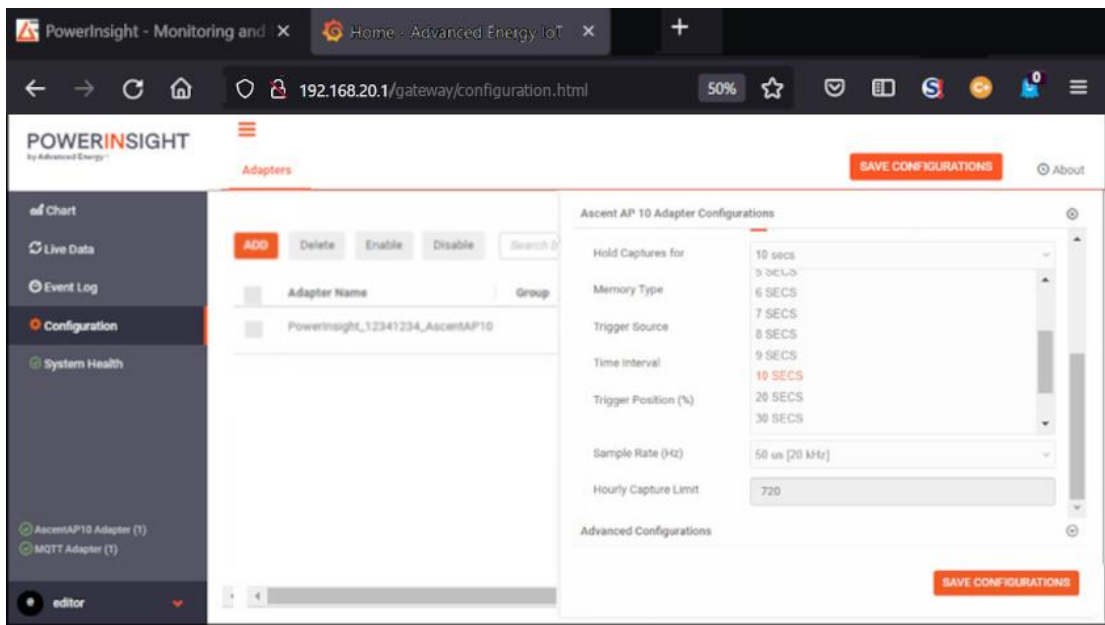 PowerInsight - Monitoring and
Home - Advanced Energy IoT
192.168.20.1/gateway/configuration.html
50%
0
POWERINSIGHT
by Advanced Energy
Adapters
SAVE CONFIGURATIONS
About
Chart
Live Data
Event Log
Configuration
System Health
AscentAP10 Adapter (1)
MQTT Adapter (1)
editor
ADD
Delete
Enable
Disable
Search b
Adapter Name
Group
PowerInsight_12341234_AscentAP10
Ascent AP 10 Adapter Configurations
Hold Captures for
10 secs
5 SECS
6 SECS
7 SECS
8 SECS
9 SECS
10 SECS
20 SECS
30 SECS
Memory Type
Trigger Source
Time Interval
Trigger Position (%)
Sample Rate (Hz)
50 us [20 kHz]
Hourly Capture Limit
720
Advanced Configurations
SAVE CONFIGURATIONS